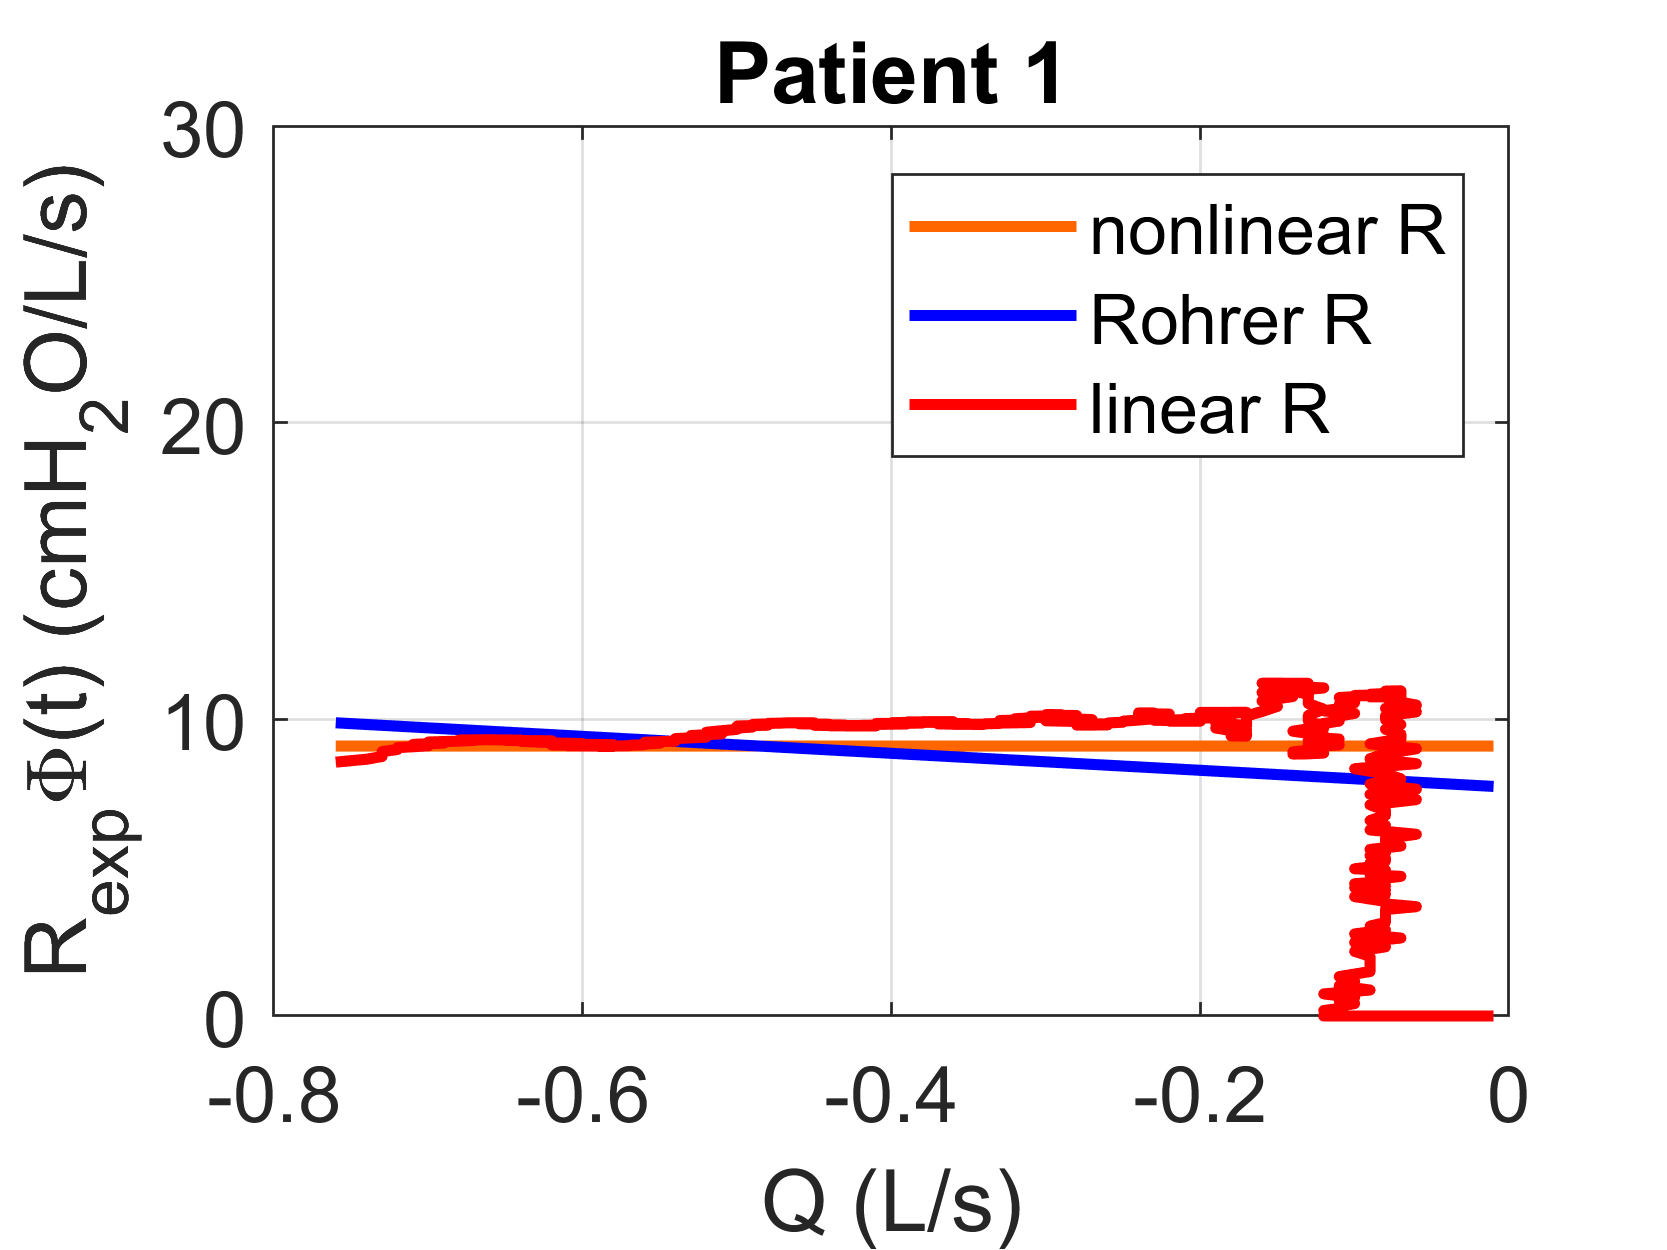 Patient 1
R_exp Φ(t) (cmH_2O/L/s)
30
20
10
0
nonlinear R
Rohrer R
linear R
-0.8 -0.6 -0.4 -0.2 0
Q (L/s)